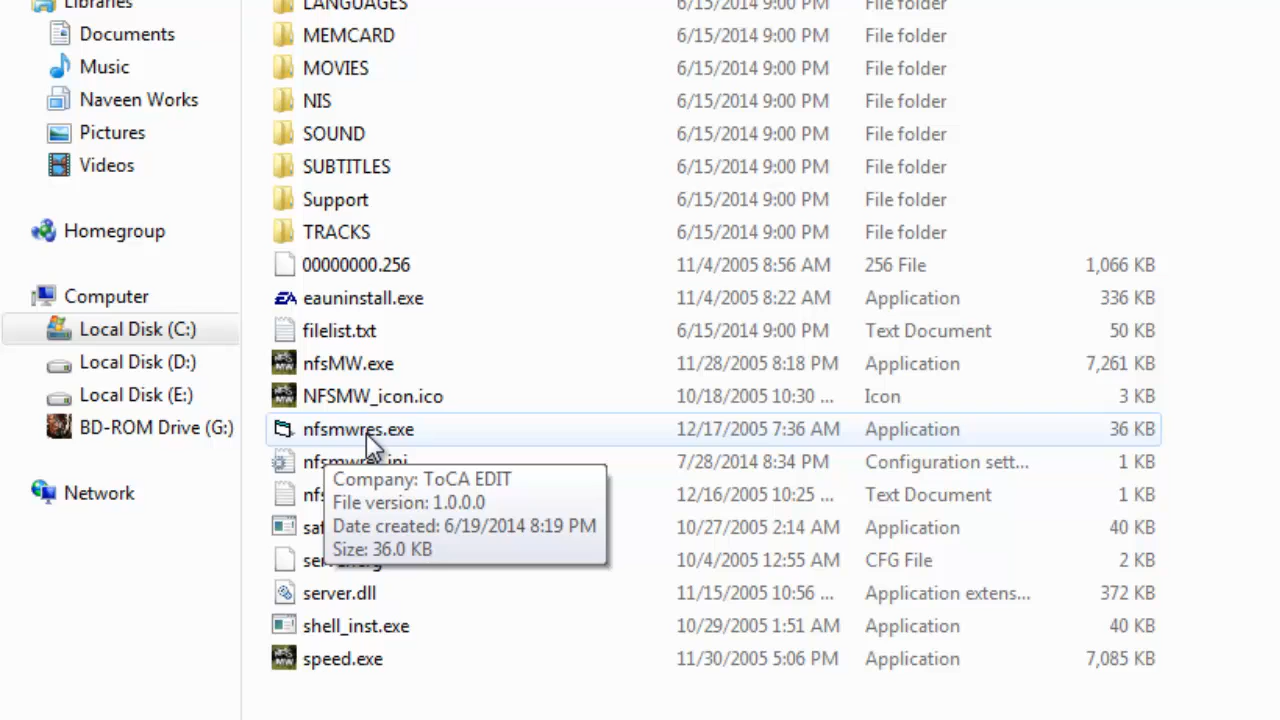 Libraries
Documents
Music
Naveen Works
Pictures
Videos
Homegroup
Computer
Local Disk (C:)
Local Disk (D:)
Local Disk (E:)
BD-ROM Drive (G:)
Network
LANGUAGES 6/15/2014 9:00 PM File folder
MEMCARD 6/15/2014 9:00 PM File folder
MOVIES 6/15/2014 9:00 PM File folder
NIS 6/15/2014 9:00 PM File folder
SOUND 6/15/2014 9:00 PM File folder
SUBTITLES 6/15/2014 9:00 PM File folder
Support 6/15/2014 9:00 PM File folder
TRACKS 6/15/2014 9:00 PM File folder
00000000.256 11/4/2005 8:56 AM 256 File 1,066 KB
eauninstall.exe 11/4/2005 8:22 AM Application 336 KB
filelist.txt 6/15/2014 9:00 PM Text Document 50 KB
nfsMW.exe 11/28/2005 8:18 PM Application 7,261 KB
NFSMW_icon.ico 10/18/2005 10:30 ... Icon 3 KB
nfsmwres.exe 12/17/2005 7:36 AM Application 36 KB
nfsmwres.ini 7/28/2014 8:34 PM Configuration sett... 1 KB
12/16/2005 10:25 ... Text Document 1 KB
10/27/2005 2:14 AM Application 40 KB
10/4/2005 12:55 AM CFG File 2 KB
server.dll 11/15/2005 10:56 ... Application extens... 372 KB
shell_inst.exe 10/29/2005 1:51 AM Application 40 KB
speed.exe 11/30/2005 5:06 PM Application 7,085 KB
Company: ToCA EDIT
File version: 1.0.0.0
Date created: 6/19/2014 8:19 PM
Size: 36.0 KB